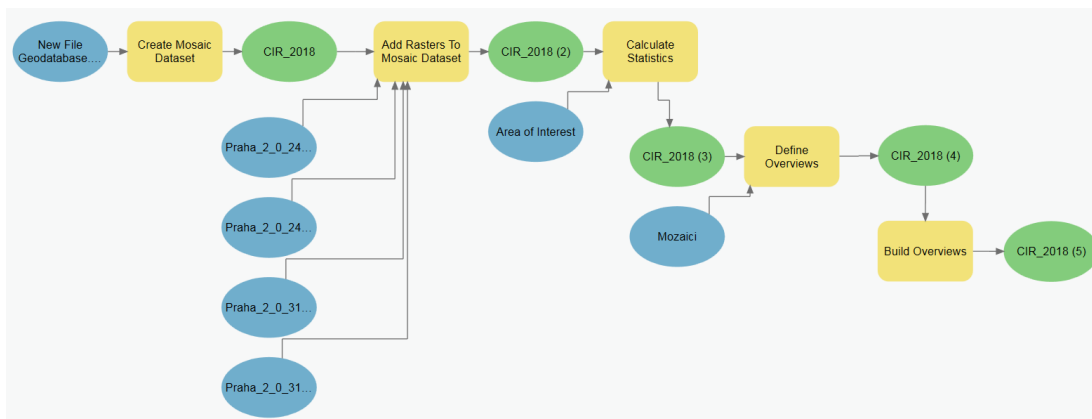 New File
Geodatabase....
Create Mosaic
Dataset
CIR_2018
Add Rasters To
Mosaic Dataset
CIR_2018 (2)
Calculate
Statistics
Praha_2_0_24...
Area of Interest
CIR_2018 (3)
Define
Overviews
CIR_2018 (4)
Praha_2_0_24...
Mozaici
Build Overviews
CIR_2018 (5)
Praha_2_0_31...
Praha_2_0_31...